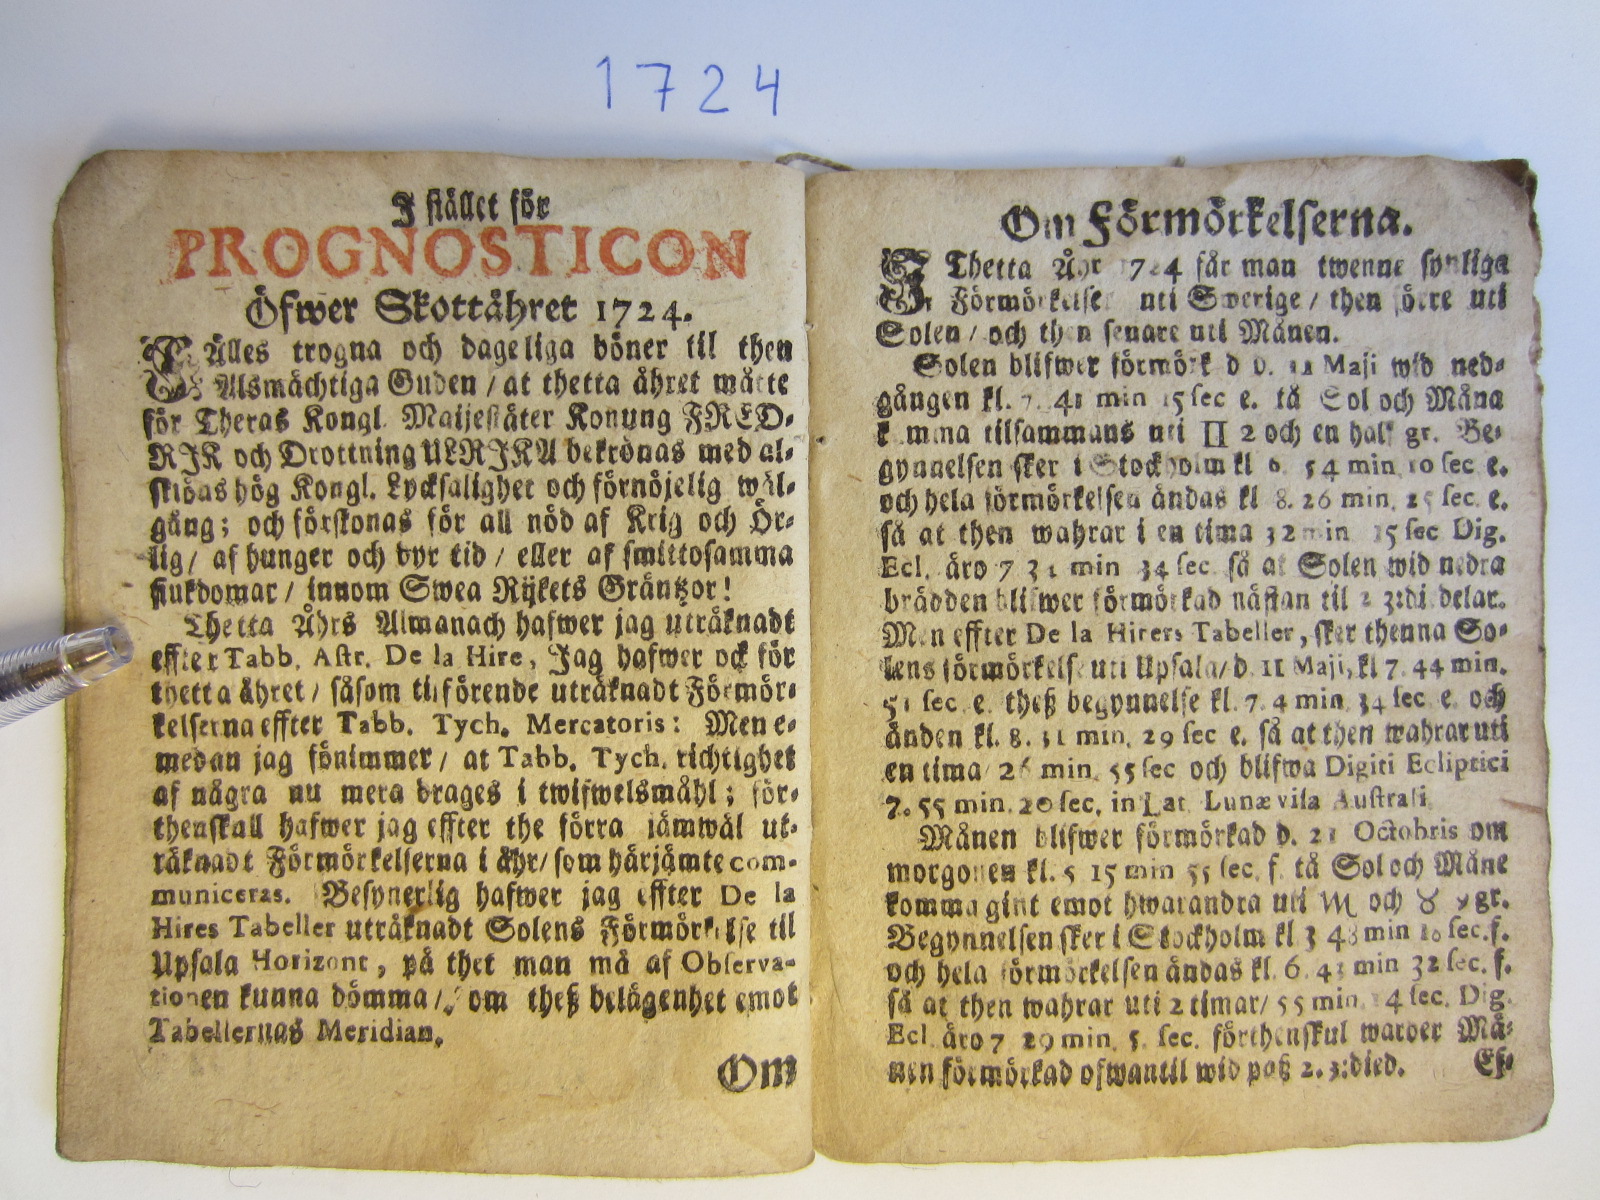 1724
I stället för
PROGNOSTICON
Öfwer Skottåhret 1724.
Älles trogna och dageliga böner til then
Alsmächtiga Guden / at thetta åhret måtte
för Theras Kongl. Maijestäter Konung FRED-
RIK och Drottning ULRIKA bekrönas med al-
skiöas hög Kongl. Lycksalighet och förnöjelig wäl-
gång; och förskonas för all nöd af Krig och Ör-
lig / af hunger och dyr tid / eller af smittosamma
siukdomar / innom Swea Rijkets Gräntzor!
Thetta Åhrs Almanach hafwer jag uträknadt
effter Tabb. Astr. De la Hire, Jag hafwer ock för
thetta åhret / såsom tilförende uträknadt Förmör-
kelserna effter Tabb. Tych. Mercatoris: Men e-
medan jag förnimmer / at Tabb. Tych. richtighet
af några nu mera drages i twifwelsmåhl; för-
thenskall hafwer jag effter the förra jämwäl ut-
räknadt Förmörkelserna i åhr / som härjämte com-
municeras. Besynerlig hafwer jag effter De la
Hires Tabeller uträknadt Solens Förmörkelse til
Upsala Horizont, på thet man må af Observa-
tionen kunna dömma / om theß belägenhet emot
Tabellernas Meridian.
Om
Om Förmörkelserna.
Thetta Åhr 1724 får man twenne synliga
Förmörkelse uti Swerige / then förre uti
Solen / och then senare uti Månen.
Solen blifwer förmörk d d. 11 Maji wid ned-
gången kl. 7. 41 min 15 sec e. tå Sol och Måna
komma tilsammans uti ♊ 2 och en half gr. Be-
gynnelsen sker i Stockholm kl 6. 54 min 10 sec e.
och hela förmörkelsen ändas kl 8. 26 min. 25 sec. e.
så at then wahrar i en tima 32 min 15 sec Dig.
Ecl. äro 7 31 min 34 sec så at Solen wid nedra
brädden blifwer förmörkad nästan til 2 3:di delar.
Men effter De la Hirers Tabeller, sker thenna So-
lens förmörkelse uti Upsala / d. 11 Maji, kl 7. 44 min.
51 sec. e. theß begynnelse kl. 7. 4 min. 34 sec e. och
änden kl. 8. 31 min. 29 sec e. så at then wahrar uti
en tima 26 min. 55 sec och blifwa Digiti Ecliptici
7. 55 min. 20 sec. in Lat. Lunæ visa Australi
Månen blifwer förmörkad d. 21 Octobris om
morgonen kl. 5 15 min 55 sec. f. tå Sol och Måne
komma gint emot hwarandra uti ♏ och ♉ gr.
Begynnelsen sker i Stockholm kl 3 48 min 18 sec. f.
och hela förmörkelsen ändas kl. 6. 43 min 32 sec. f.
så at then wahrar uti 2 timar / 55 min. 14 sec. Dig.
Ecl. äro 7 29 min. 5. sec. förthenskul warder Må-
nen förmörkad ofwantil wid paß 2. 3:died.
Ef-